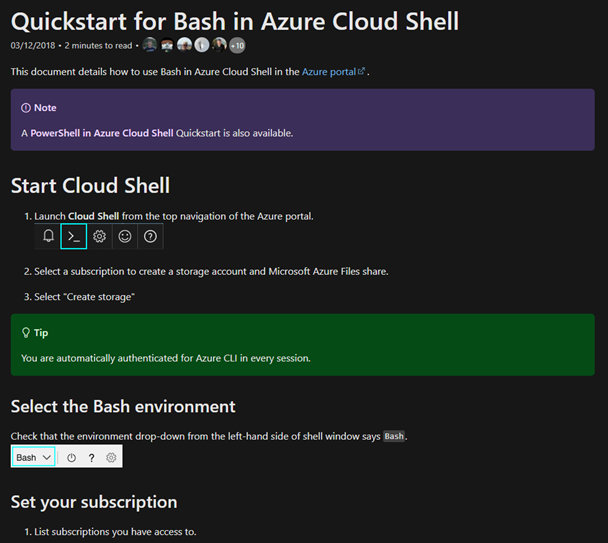 Quickstart for Bash in Azure Cloud Shell
03/12/2018 • 2 minutes to read • +10
This document details how to use Bash in Azure Cloud Shell in the Azure portal .
Note
A PowerShell in Azure Cloud Shell Quickstart is also available.
Start Cloud Shell
1. Launch Cloud Shell from the top navigation of the Azure portal.
2. Select a subscription to create a storage account and Microsoft Azure Files share.
3. Select "Create storage"
Tip
You are automatically authenticated for Azure CLI in every session.
Select the Bash environment
Check that the environment drop-down from the left-hand side of shell window says Bash.
Bash
Set your subscription
1. List subscriptions you have access to.